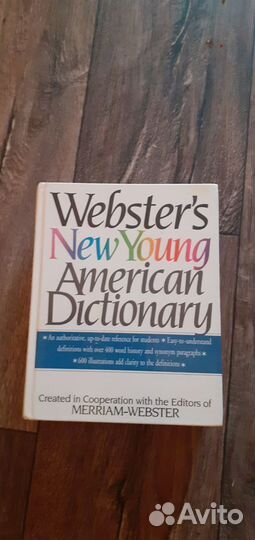 Webster's
New Young
American
Dictionary
★ An authoritative, up-to-date reference for students ★ Easy-to-understand
definitions with over 400 word history and synonym paragraphs ★
★ 600 illustrations add clarity to the definitions ★
Created in Cooperation with the Editors of
MERRIAM-WEBSTER
Avito